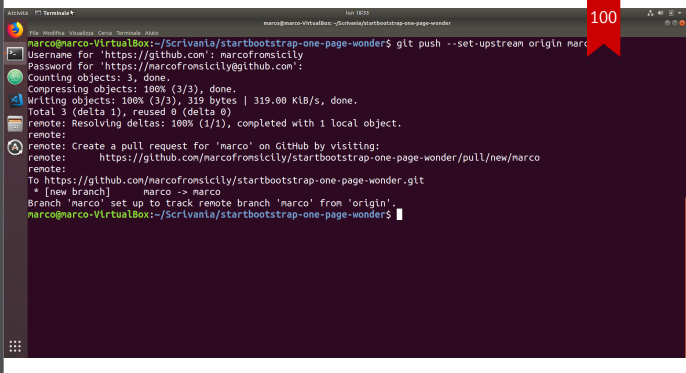 Attività Terminale lun 18:33
marco@marco-VirtualBox: ~/Scrivania/startbootstrap-one-page-wonder
100
File Modifica Visualizza Cerca Terminale Aiuto
marco@marco-VirtualBox:~/Scrivania/startbootstrap-one-page-wonder$ git push --set-upstream origin marc
Username for 'https://github.com': marcofromsicily
Password for 'https://marcofromsicily@github.com':
Counting objects: 3, done.
Compressing objects: 100% (3/3), done.
Writing objects: 100% (3/3), 319 bytes | 319.00 KiB/s, done.
Total 3 (delta 1), reused 0 (delta 0)
remote: Resolving deltas: 100% (1/1), completed with 1 local object.
remote:
remote: Create a pull request for 'marco' on GitHub by visiting:
remote:      https://github.com/marcofromsicily/startbootstrap-one-page-wonder/pull/new/marco
remote:
To https://github.com/marcofromsicily/startbootstrap-one-page-wonder.git
 * [new branch]      marco -> marco
Branch 'marco' set up to track remote branch 'marco' from 'origin'.
marco@marco-VirtualBox:~/Scrivania/startbootstrap-one-page-wonder$